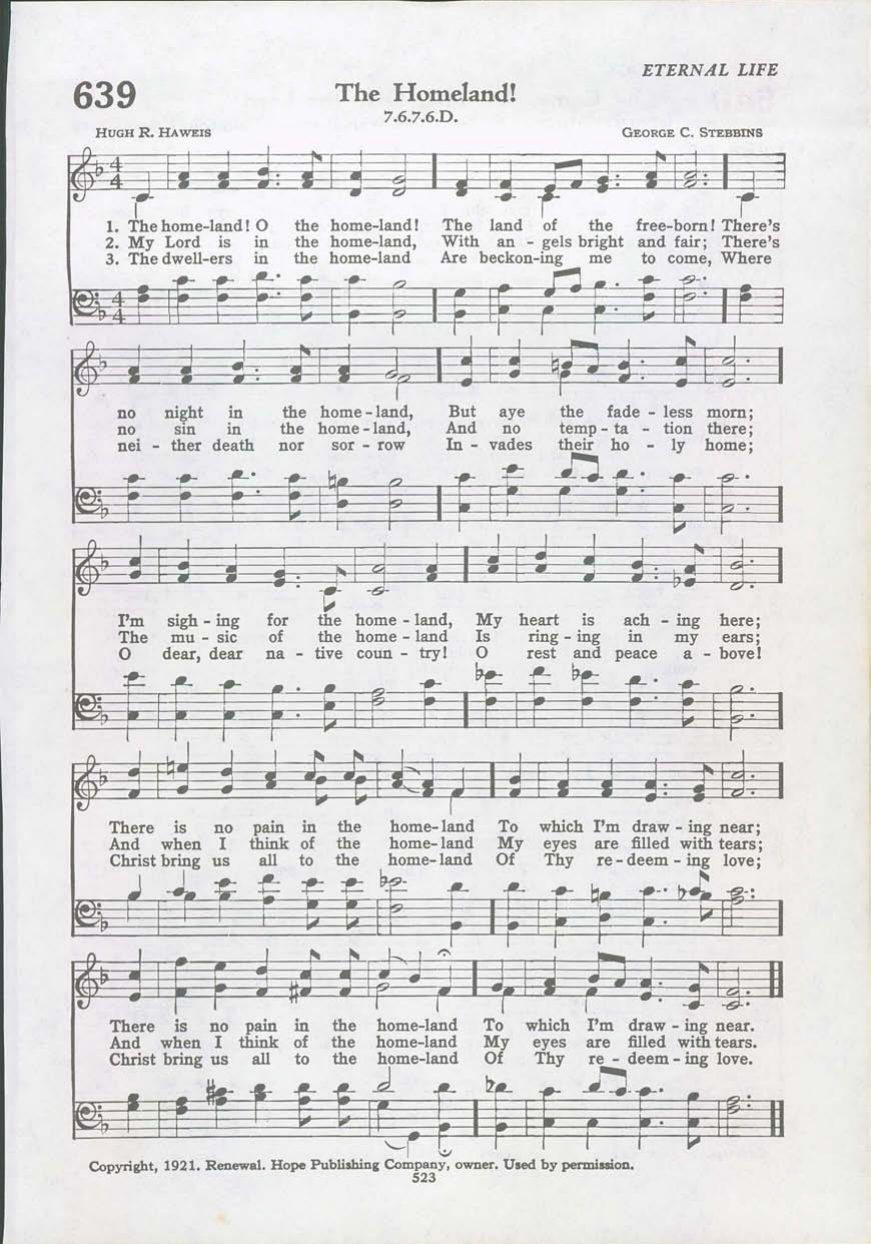 ETERNAL LIFE
639
The Homeland!
7.6.7.6.D.
HUGH R. HAWEIS
GEORGE C. STEBBINS
1. The home-land! O the home-land! The land of the free-born! There's
2. My Lord is in the home-land, With an - gels bright and fair; There's
3. The dwell-ers in the home-land Are beckon-ing me to come, Where
no night in the home-land, But aye the fade - less morn;
no sin in the home-land, And no temp - ta - tion there;
nei - ther death nor sor - row In - vades their ho - ly home;
I'm sigh - ing for the home - land, My heart is ach - ing here;
The mu - sic of the home - land Is ring - ing in my ears;
O dear, dear na - tive coun - try! O rest and peace a - bove!
There is no pain in the home-land To which I'm draw - ing near;
And when I think of the home-land My eyes are filled with tears;
Christ bring us all to the home-land Of Thy re - deem - ing love;
There is no pain in the home-land To which I'm draw - ing near.
And when I think of the home-land My eyes are filled with tears.
Christ bring us all to the home-land Of Thy re - deem - ing love.
Copyright, 1921. Renewal. Hope Publishing Company, owner. Used by permission.
523